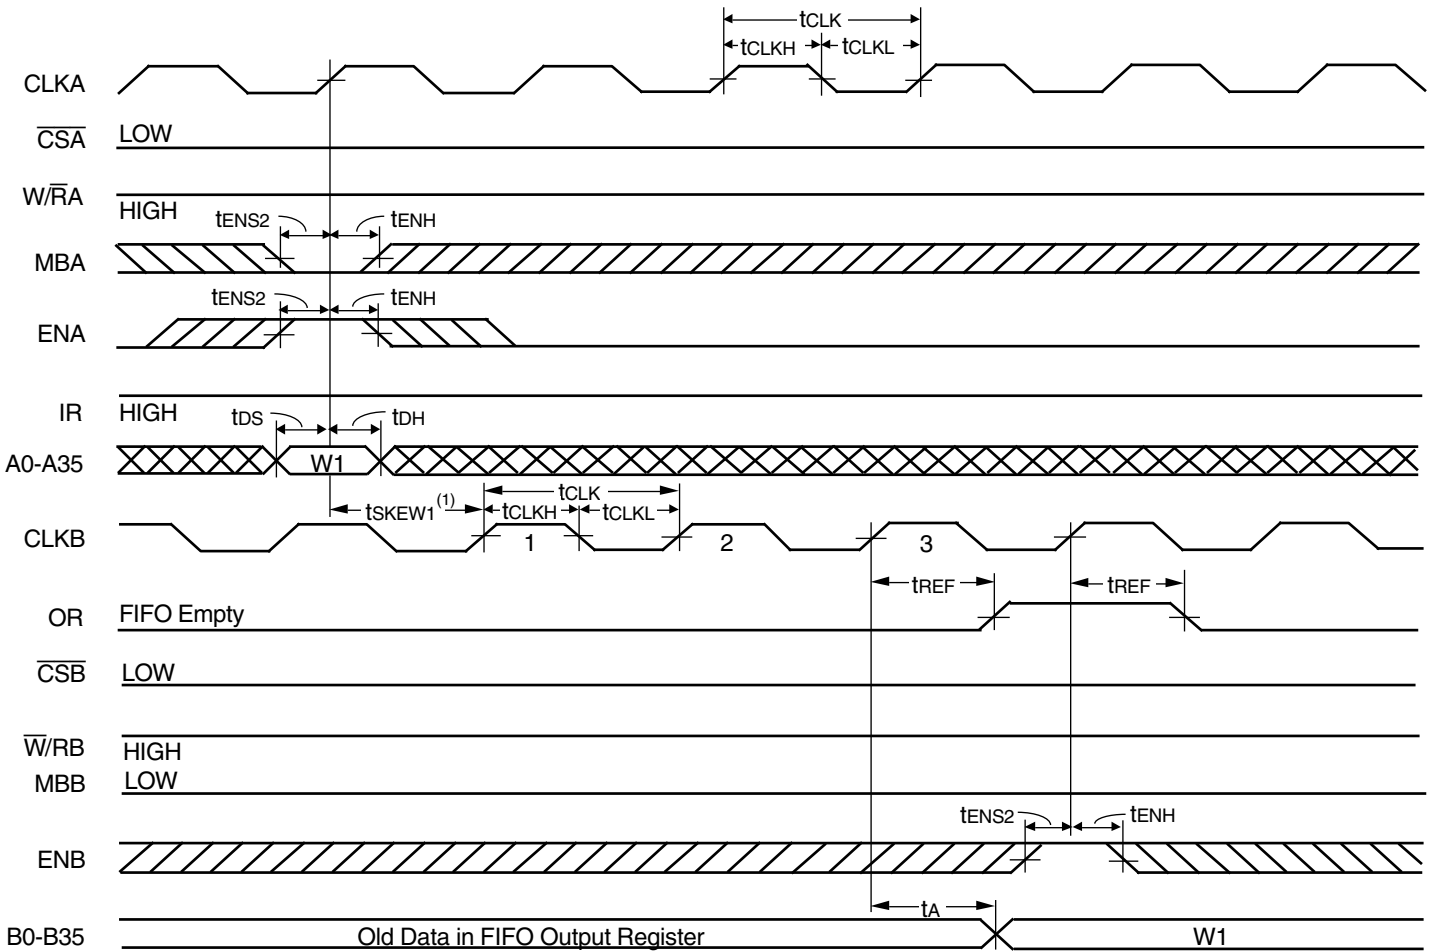 tCLK
tCLKH tCLKL
CLKA
CSA LOW
W/RA
HIGH
tENS2 tENH
MBA
tENS2 tENH
ENA
IR HIGH
tDS tDH
A0-A35 W1
tCLK
tSKEW1(1) tCLKH tCLKL
CLKB 1 2 3
tREF tREF
OR FIFO Empty
CSB LOW
W/RB HIGH
MBB LOW
tENS2 tENH
ENB
tA
B0-B35 Old Data in FIFO Output Register W1